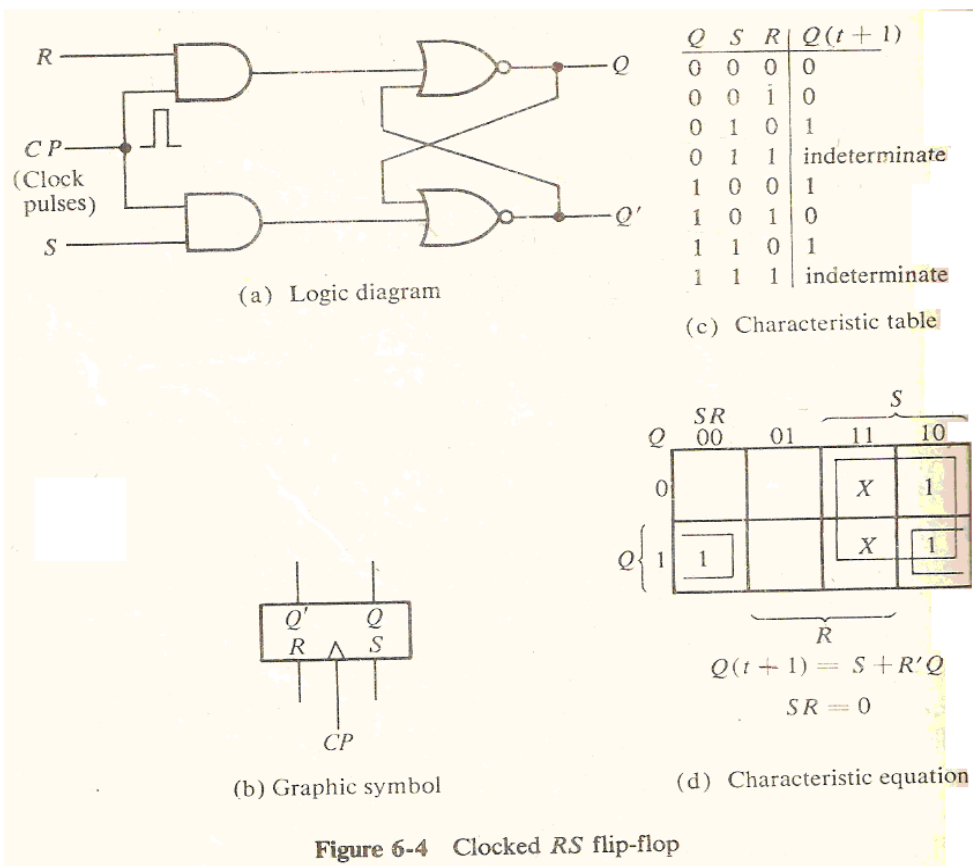 R
CP
(Clock
pulses)
S
Q
Q'
(a) Logic diagram
Q S R Q(t + 1)
0 0 0 0
0 0 1 0
0 1 0 1
0 1 1 indeterminate
1 0 0 1
1 0 1 0
1 1 0 1
1 1 1 indeterminate
(c) Characteristic table
Q' Q
R S
CP
(b) Graphic symbol
S
SR
Q 00 01 11 10
0 X 1
Q 1 1 X 1
R
Q(t + 1) = S + R'Q
SR = 0
(d) Characteristic equation
Figure 6-4 Clocked RS flip-flop